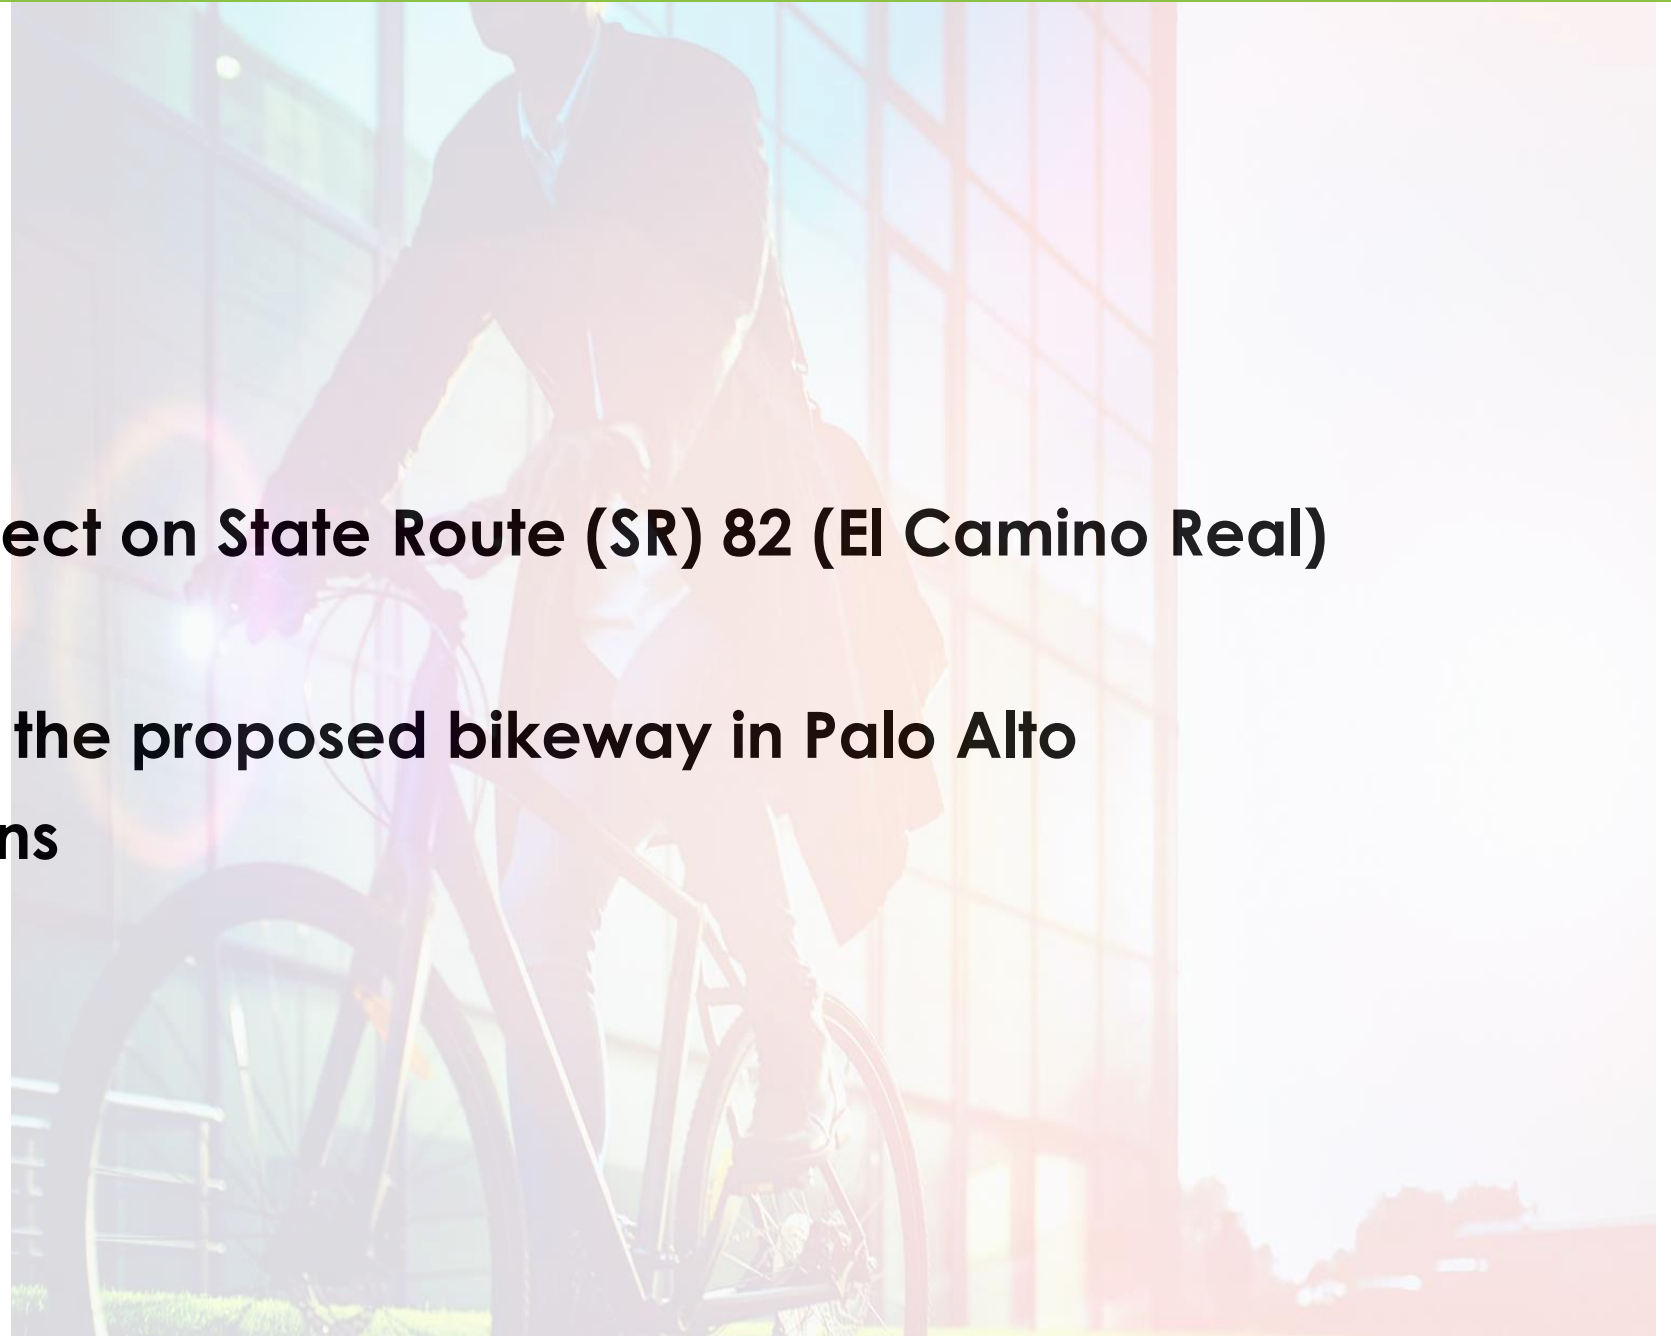 ect on State Route (SR) 82 (El Camino Real)
the proposed bikeway in Palo Alto
ns